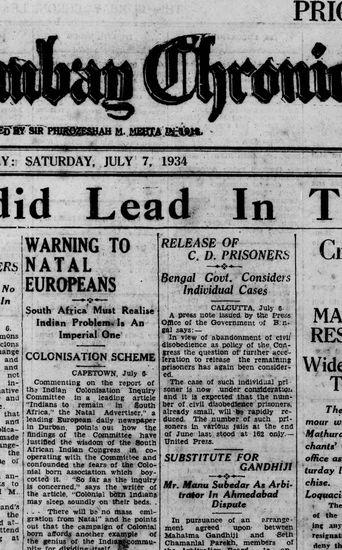 PRIC
mbay Chronic
ED BY SIR PHIROZESHAH M. MEHTA IN 1913.
Y: SATURDAY, JULY 7, 1934
did Lead In T
WARNING TO
NATAL
EUROPEANS
South Africa Must Realise
Indian Problem Is An
Imperial One
COLONISATION SCHEME
CAPETOWN, July 6
Commenting on the report of
the Indian Colonisation Inquiry
Committee in a leading article
"Indians to remain in South
Africa," the Natal Advertiser," a
leading European daily newspaper in
Durban, points out how the
findings of the Committee have
justified the wisdom of the South
African Indian Congress in co-
operating with the Committee and
confounded the fears of the Colo-
nial born association which boy-
cotted it. "So far as the inquiry
is concerned," says the writer of
the article, "Colonial born Indians
may sleep soundly on their beds.
There will be no mass emi-
gration from Natal" and he points
out that the campaign of Colonial
born affords another example of
the genius of the Indian commu-
nity for dividing itself
RELEASE OF
C. D. PRISONERS
Bengal Govt. Considers
Individual Cases
CALCUTTA, July 6
A press note issued by the Press
Office of the Government of Bengal
says:—
In view of abandonment of civil
disobedience as policy of the Con-
gress the question of further acce-
leration to release the remaining
prisoners has again been consider-
ed.
The case of such individual pri-
soner is now under consideration
and it is expected that the num-
ber of civil disobedience prisoners,
already small, will be rapidly re-
duced. The number of such pri-
soners in various jails at the end
of June last, stood at 162 only.—
United Press.
SUBSTITUTE FOR
GANDHIJI
Mr. Manu Subedar As Arbi-
trator In Ahmedabad
Dispute
In pursuance of an arrange-
ment agreed upon between
Mahatma Gandhiji and Seth
Chamanlal Parekh, members of
ERS
No
In
MA
RES
Wide
T
The
mour w
Mathura
chants'
office as
turday l
chise.
Loquaci
The
of the
ing any
resignat
deny th